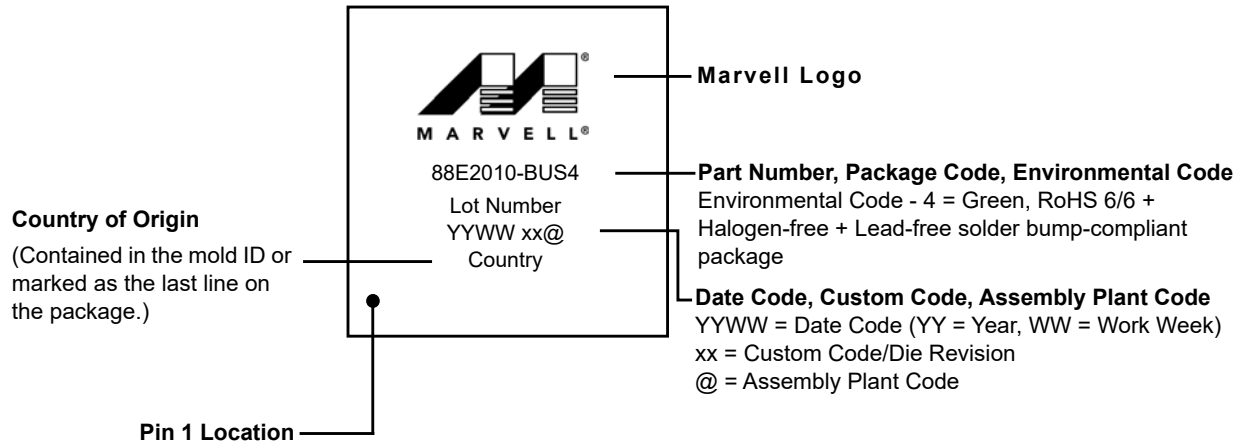 ®
M A R V E L L®
88E2010-BUS4
Lot Number
YYWW xx@
Country
Marvell Logo
Part Number, Package Code, Environmental Code
Environmental Code - 4 = Green, RoHS 6/6 +
Halogen-free + Lead-free solder bump-compliant
package
Date Code, Custom Code, Assembly Plant Code
YYWW = Date Code (YY = Year, WW = Work Week)
xx = Custom Code/Die Revision
@ = Assembly Plant Code
Country of Origin
(Contained in the mold ID or
marked as the last line on
the package.)
Pin 1 Location